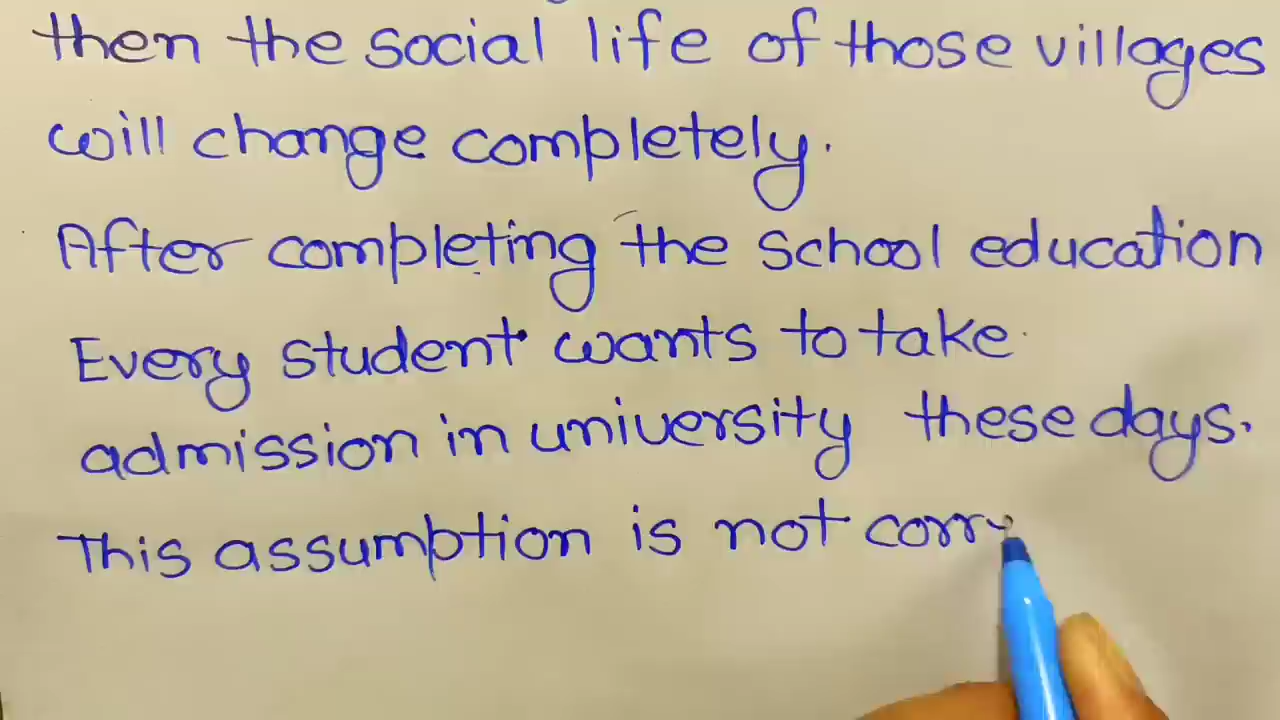 then the social life of those villages
will change completely.
After completing the school education
Every student wants to take
admission in university these days.
This assumption is not corr